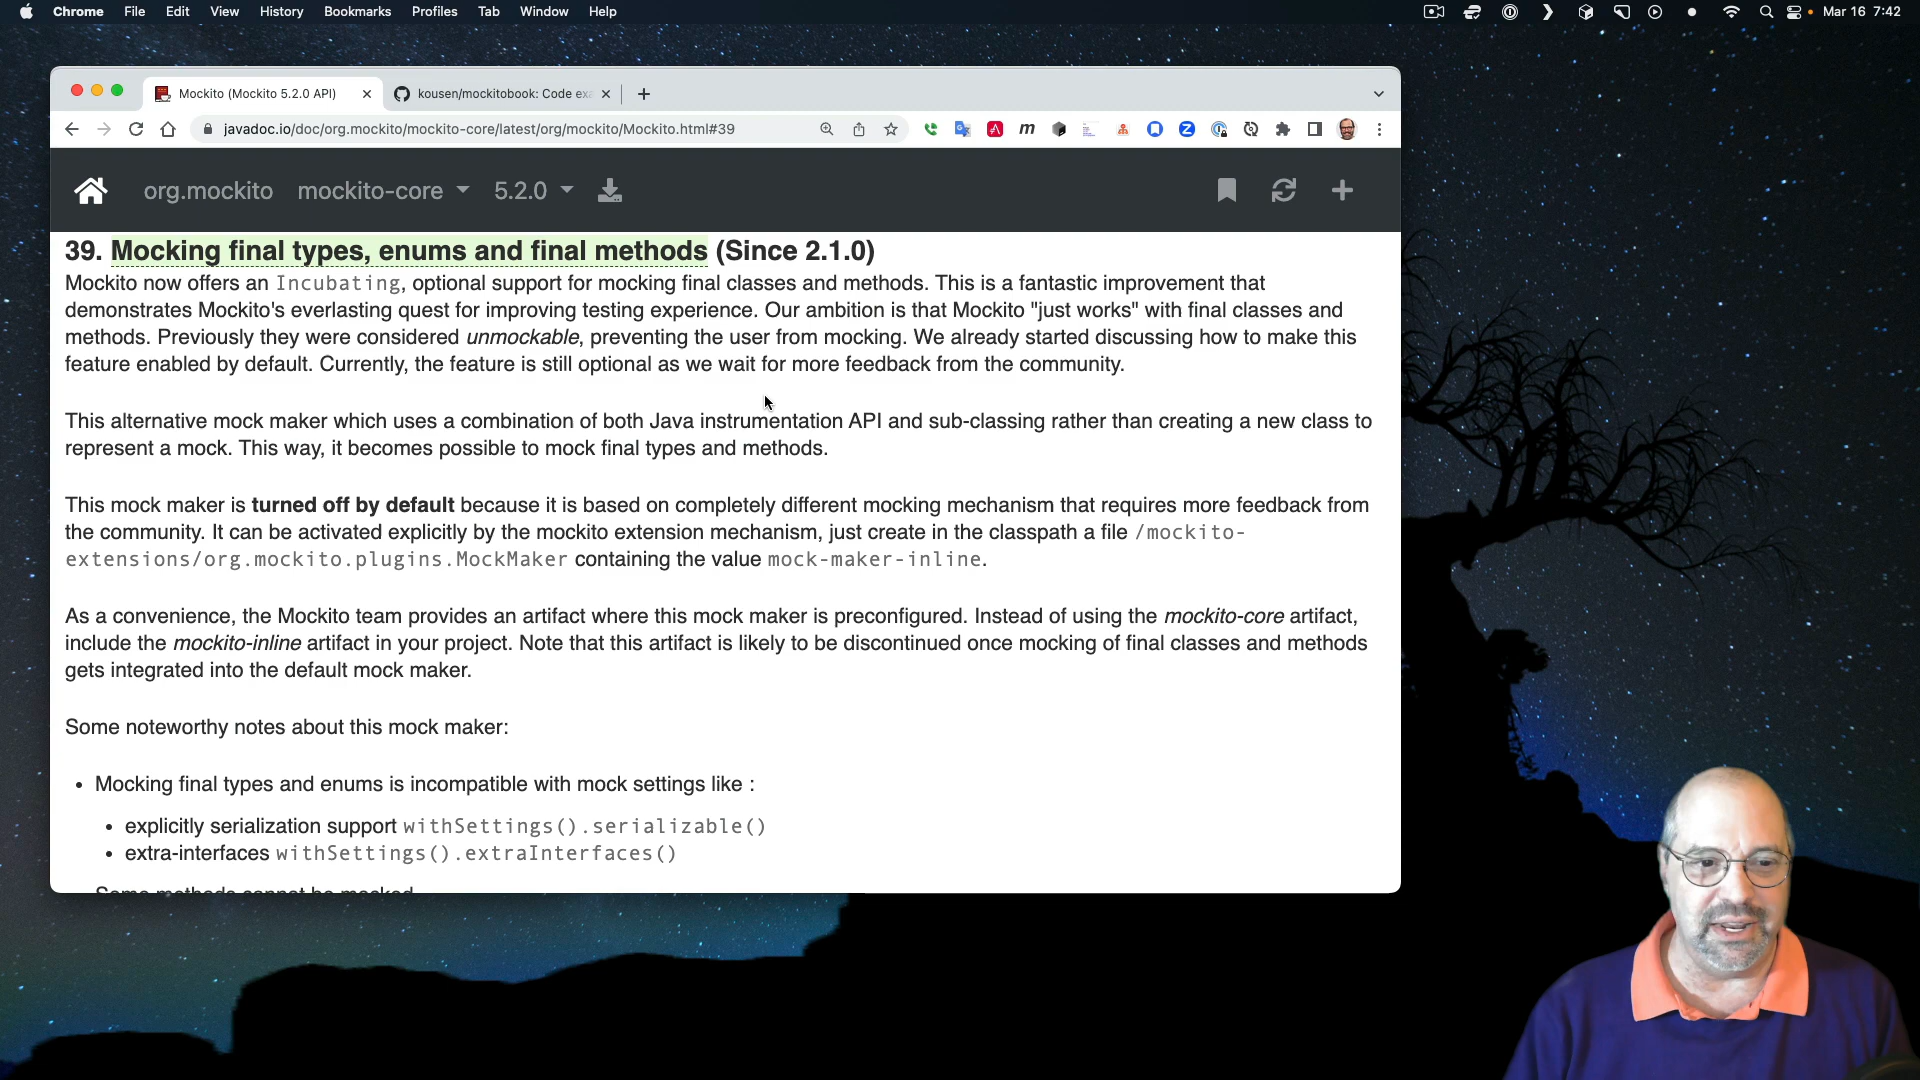 Chrome File Edit View History Bookmarks Profiles Tab Window Help
Mar 16 7:42
Mockito (Mockito 5.2.0 API)
kousen/mockitobook: Code ex
javadoc.io/doc/org.mockito/mockito-core/latest/org/mockito/Mockito.html#39
org.mockito mockito-core 5.2.0
39. Mocking final types, enums and final methods (Since 2.1.0)
Mockito now offers an Incubating, optional support for mocking final classes and methods. This is a fantastic improvement that
demonstrates Mockito's everlasting quest for improving testing experience. Our ambition is that Mockito "just works" with final classes and
methods. Previously they were considered unmockable, preventing the user from mocking. We already started discussing how to make this
feature enabled by default. Currently, the feature is still optional as we wait for more feedback from the community.
This alternative mock maker which uses a combination of both Java instrumentation API and sub-classing rather than creating a new class to
represent a mock. This way, it becomes possible to mock final types and methods.
This mock maker is turned off by default because it is based on completely different mocking mechanism that requires more feedback from
the community. It can be activated explicitly by the mockito extension mechanism, just create in the classpath a file /mockito-
extensions/org.mockito.plugins.MockMaker containing the value mock-maker-inline.
As a convenience, the Mockito team provides an artifact where this mock maker is preconfigured. Instead of using the mockito-core artifact,
include the mockito-inline artifact in your project. Note that this artifact is likely to be discontinued once mocking of final classes and methods
gets integrated into the default mock maker.
Some noteworthy notes about this mock maker:
• Mocking final types and enums is incompatible with mock settings like :
• explicitly serialization support withSettings().serializable()
• extra-interfaces withSettings().extraInterfaces()
Some methods cannot be mocked